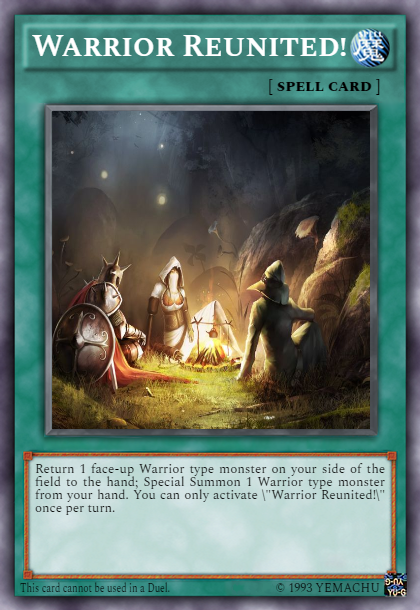 WARRIOR REUNITED!
[ SPELL CARD ]
Return 1 face-up Warrior type monster on your side of the
field to the hand; Special Summon 1 Warrior type monster
from your hand. You can only activate \"Warrior Reunited!\"
once per turn.
This card cannot be used in a Duel.
© 1993 YEMACHU